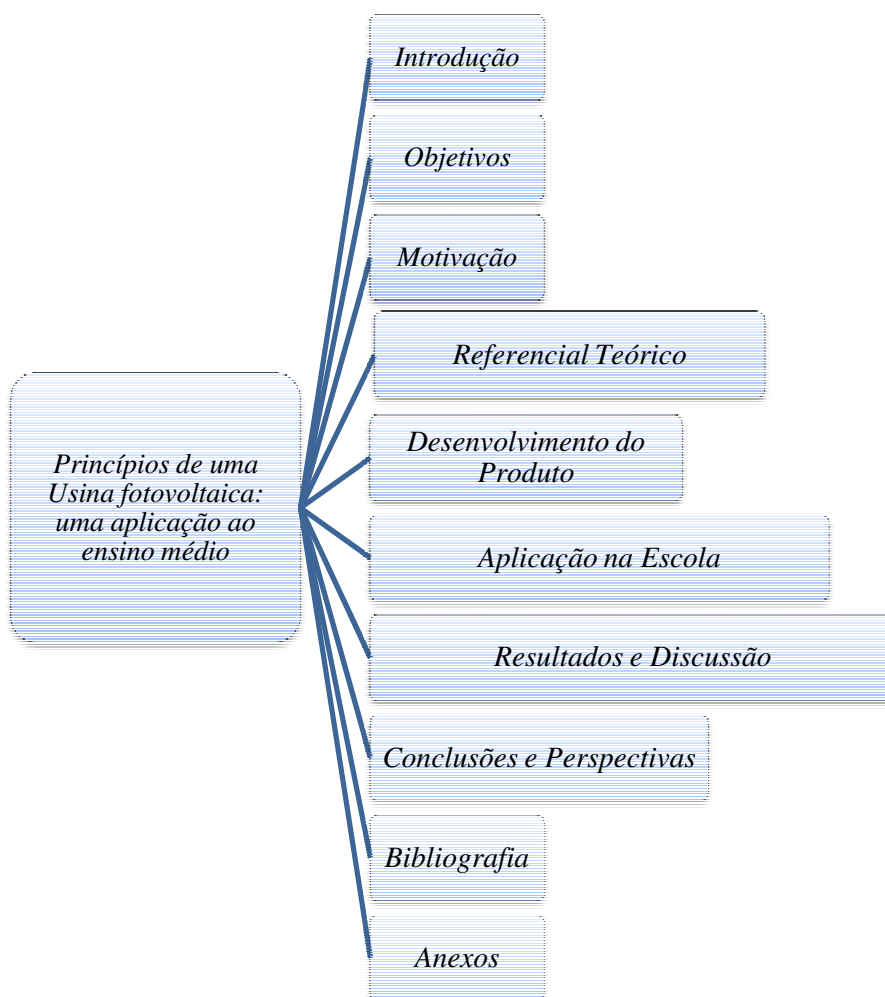 Introdução
Objetivos
Motivação
Referencial Teórico
Desenvolvimento do
Produto
Princípios de uma
Usina fotovoltaica:
uma aplicação ao
ensino médio
Aplicação na Escola
Resultados e Discussão
Conclusões e Perspectivas
Bibliografia
Anexos